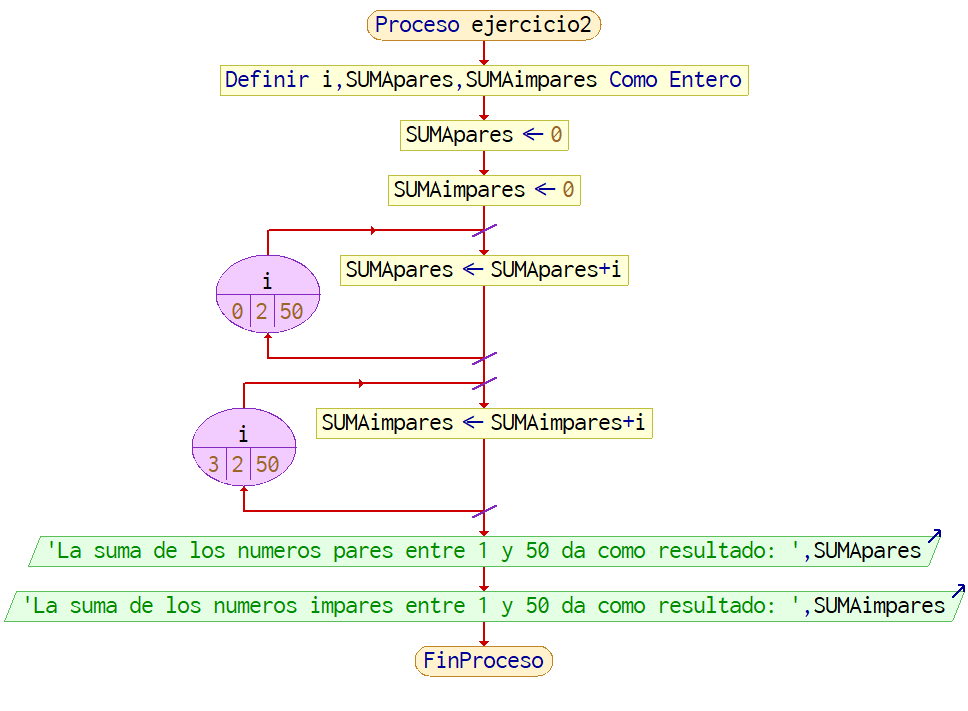 Proceso ejercicio2
Definir i,SUMApares,SUMAimpares Como Entero
SUMApares ← 0
SUMAimpares ← 0
i
SUMApares ← SUMApares+i
0 2 50
i
SUMAimpares ← SUMAimpares+i
3 2 50
'La suma de los numeros pares entre 1 y 50 da como resultado: ',SUMApares
'La suma de los numeros impares entre 1 y 50 da como resultado: ',SUMAimpares
FinProceso